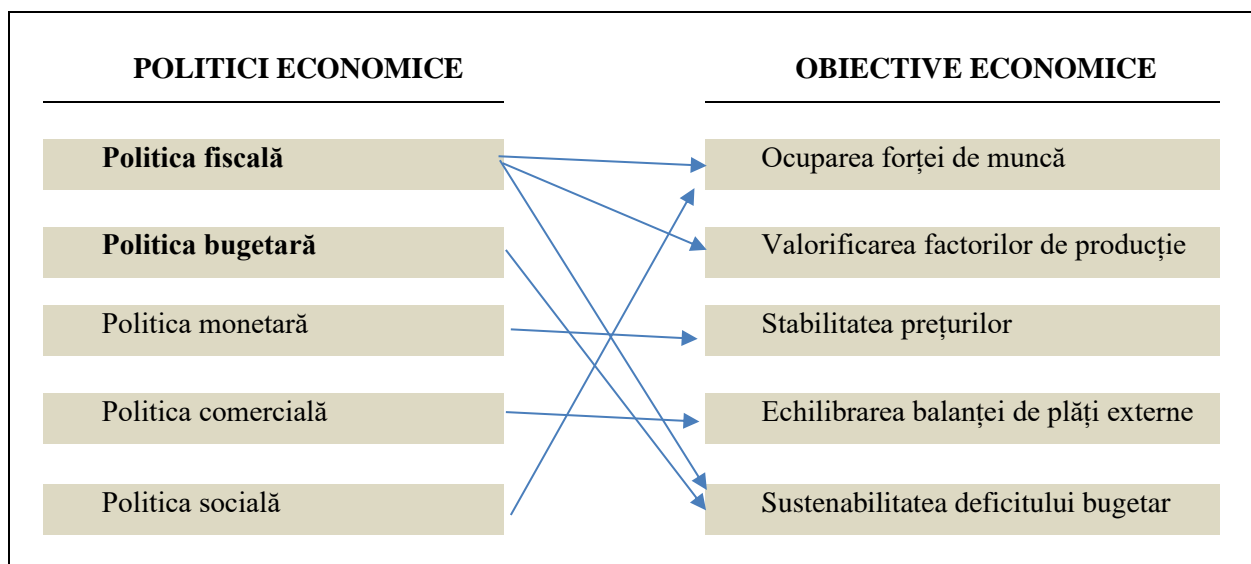 POLITICI ECONOMICE
OBIECTIVE ECONOMICE
Politica fiscală
Ocuparea forței de muncă
Politica bugetară
Valorificarea factorilor de producție
Politica monetară
Stabilitatea prețurilor
Politica comercială
Echilibrarea balanței de plăți externe
Politica socială
Sustenabilitatea deficitului bugetar